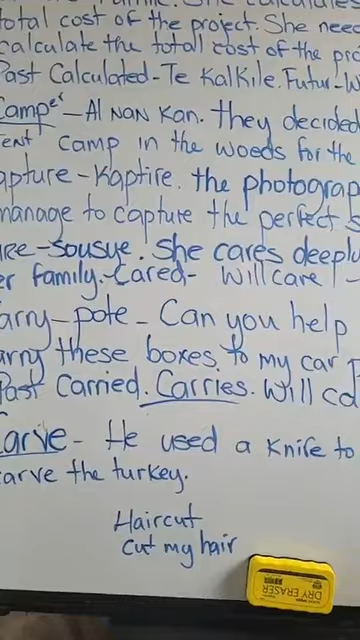 total cost of the project. She need
calculate the total cost of the pro
Past Calculated-Te KalKile. Futur-W
Camper-Al NAN Kan. they decided
Tent camp in the woods for the
apture-Kaptire. the photograp
manage to capture the perfect s
are-sousye. She cares deeply
er family. Cared- Will care
arry-pote- Can you help
arry these boxes to my car
Past Carried. Carries. Will ca
Carve- He used a Knife to
carve the turkey.
Haircut
cut my hair
DRY ERASER